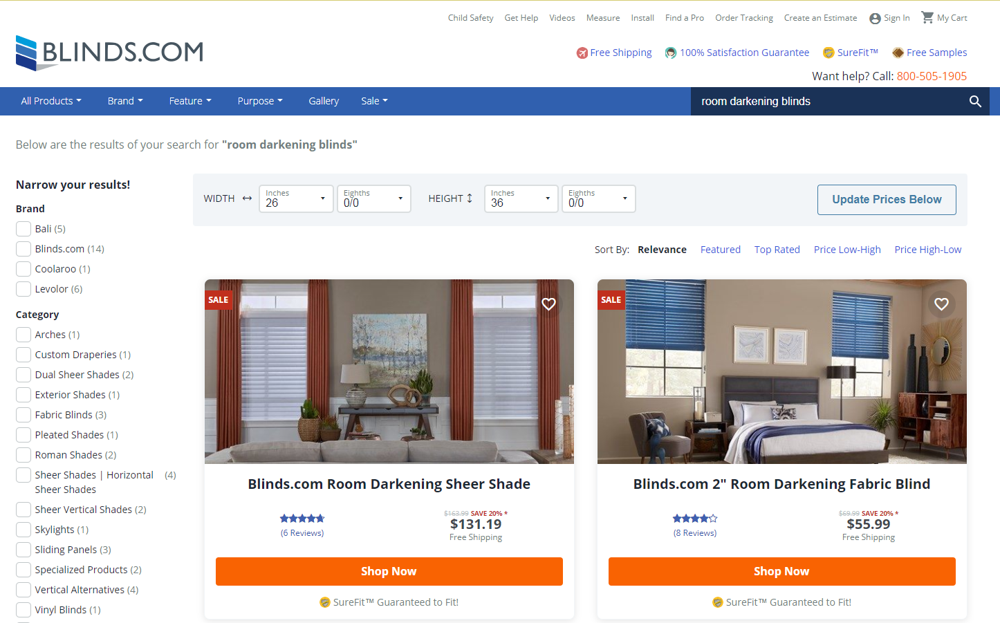 Child Safety Get Help Videos Measure Install Find a Pro Order Tracking Create an Estimate Sign In My Cart
BLINDS.COM
Free Shipping 100% Satisfaction Guarantee SureFit™ Free Samples
Want help? Call: 800-505-1905
All Products Brand Feature Purpose Gallery Sale room darkening blinds
Below are the results of your search for "room darkening blinds"
Narrow your results!
Brand
Bali (5)
Blinds.com (14)
Coolaroo (1)
Levolor (6)
Category
Arches (1)
Custom Draperies (1)
Dual Sheer Shades (2)
Exterior Shades (1)
Fabric Blinds (3)
Pleated Shades (1)
Roman Shades (2)
Sheer Shades | Horizontal (4)
Sheer Shades
Sheer Vertical Shades (2)
Skylights (1)
Sliding Panels (3)
Specialized Products (2)
Vertical Alternatives (4)
Vinyl Blinds (1)
WIDTH Inches 26 Eighths 0/0 HEIGHT Inches 36 Eighths 0/0 Update Prices Below
Sort By: Relevance Featured Top Rated Price Low-High Price High-Low
SALE
Blinds.com Room Darkening Sheer Shade
(6 Reviews)
$163.99 SAVE 20% *
$131.19
Free Shipping
Shop Now
SureFit™ Guaranteed to Fit!
SALE
Blinds.com 2" Room Darkening Fabric Blind
(8 Reviews)
$69.99 SAVE 20% *
$55.99
Free Shipping
Shop Now
SureFit™ Guaranteed to Fit!